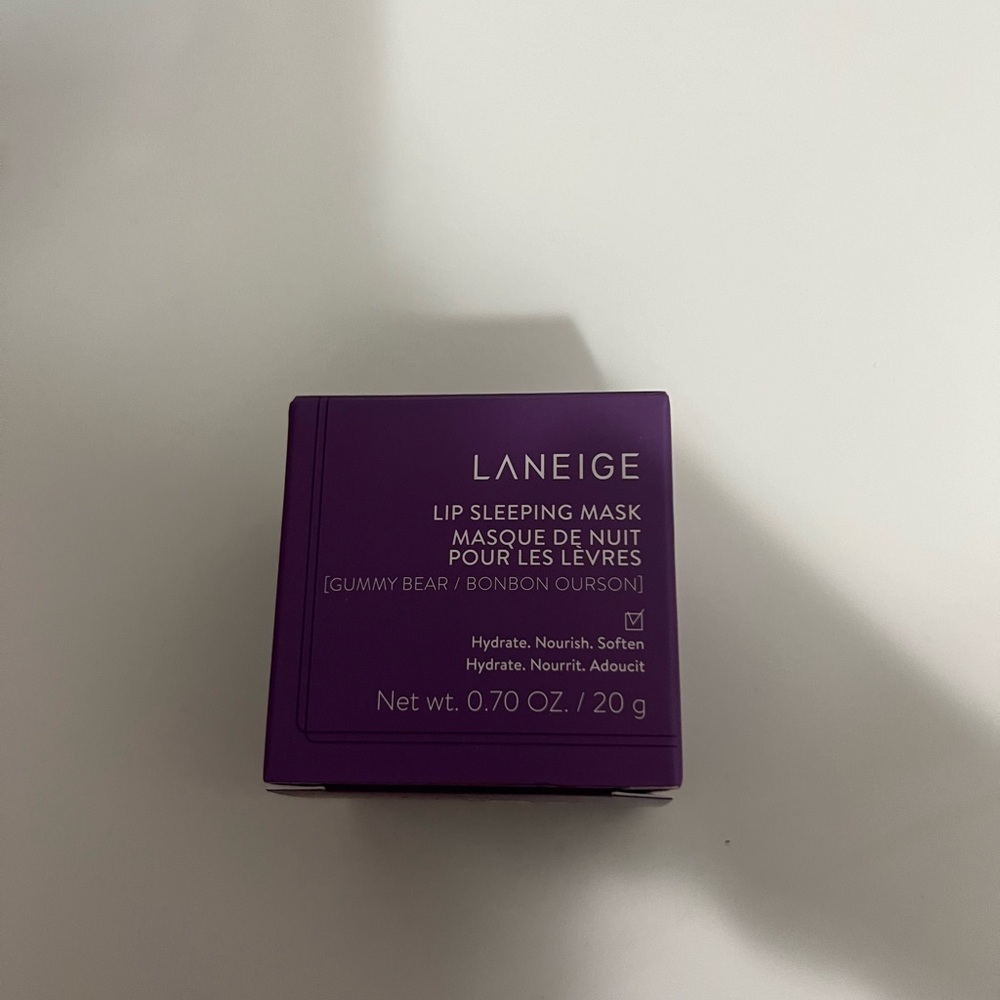 LANEIGE
LIP SLEEPING MASK
MASQUE DE NUIT
POUR LES LÈVRES
[GUMMY BEAR / BONBON OURSON]
Hydrate. Nourish. Soften
Hydrate. Nourrit. Adoucit
Net wt. 0.70 OZ. / 20 g